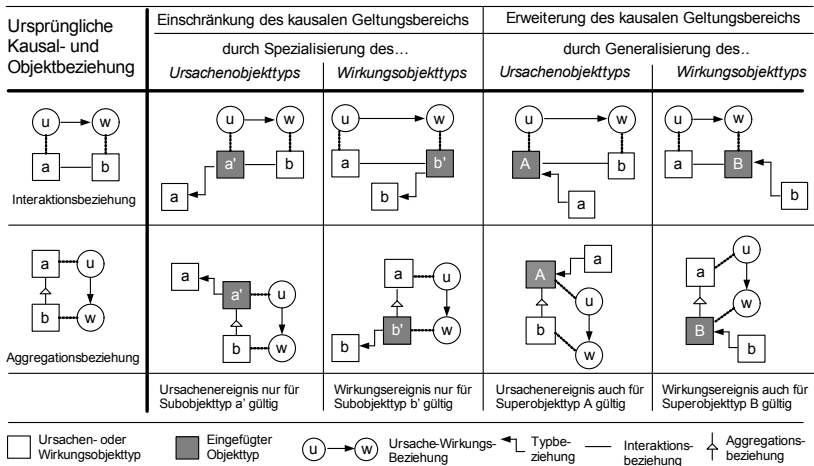 Ursprüngliche
Kausal- und
Objektbeziehung
Einschränkung des kausalen Geltungsbereichs
durch Spezialisierung des…
Ursachenobjekttyps
Wirkungsobjekttyps
Erweiterung des kausalen Geltungsbereichs
durch Generalisierung des..
Ursachenobjekttyps
Wirkungsobjekttyps
u
w
a
b
Interaktionsbeziehung
u
w
a'
b
a
u
w
a
b'
b
u
w
A
b
a
u
w
a
B
b
a
u
b
w
Aggregationsbeziehung
a
a'
u
b
w
a
u
b'
w
b
A
a
u
b
w
u
a
w
B
b
Ursachenereignis nur für
Subobjekttyp a' gültig
Wirkungsereignis nur für
Subobjekttyp b' gültig
Ursachenereignis auch für
Superobjekttyp A gültig
Wirkungsereignis auch für
Superobjekttyp B gültig
Ursachen- oder
Wirkungsobjekttyp
Eingefügter
Objekttyp
u
w
Ursache-Wirkungs-
Beziehung
Typbe-
ziehung
Interaktions-
beziehung
Aggregations-
beziehung